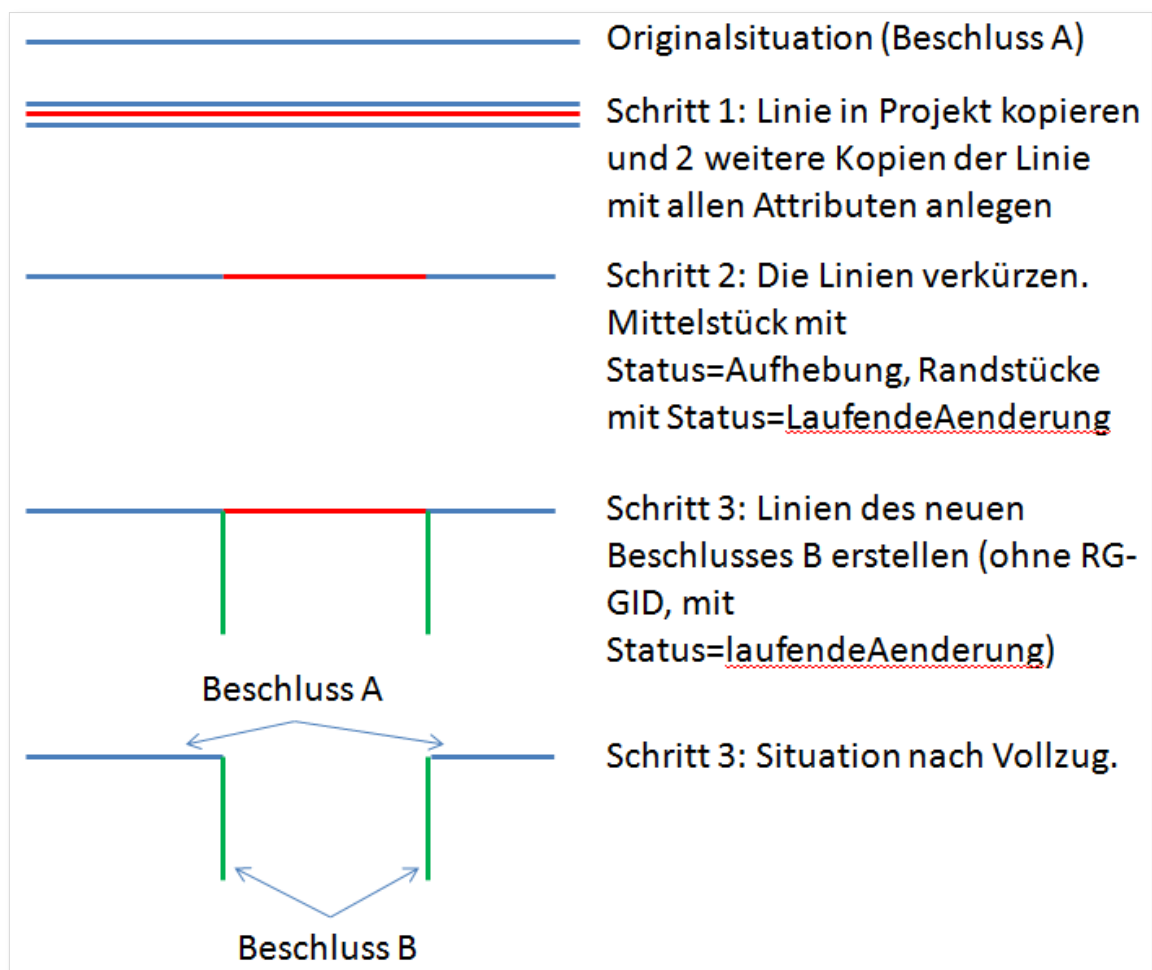 Originalsituation (Beschluss A)
Schritt 1: Linie in Projekt kopieren
und 2 weitere Kopien der Linie
mit allen Attributen anlegen
Schritt 2: Die Linien verkürzen.
Mittelstück mit
Status=Aufhebung, Randstücke
mit Status=LaufendeAenderung
Schritt 3: Linien des neuen
Beschlusses B erstellen (ohne RG-
GID, mit
Status=laufendeAenderung)
Beschluss A
Schritt 3: Situation nach Vollzug.
Beschluss B